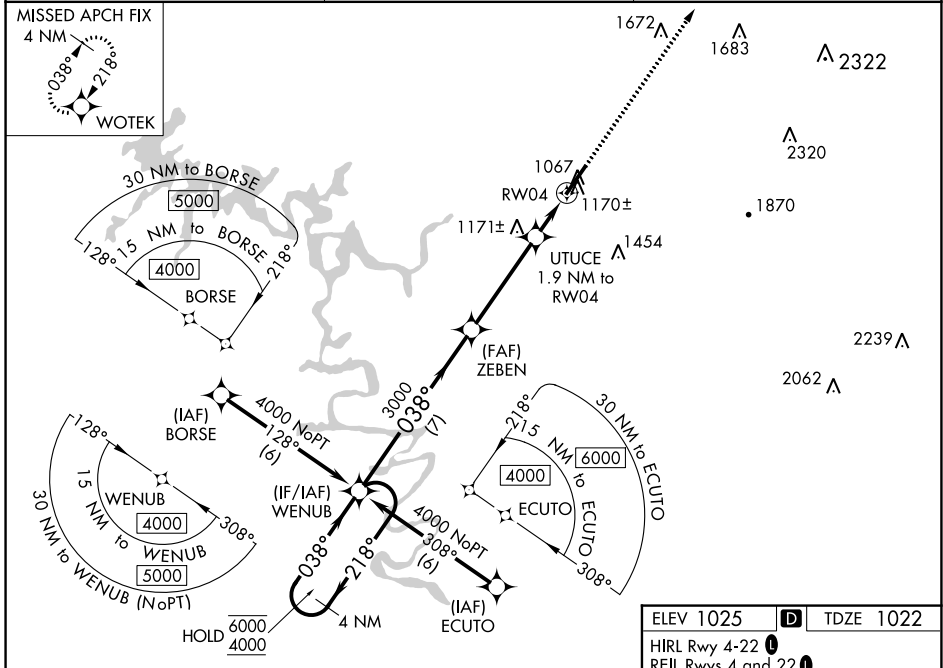 MISSED APCH FIX
4 NM
038°
218°
WOTEK
1672
1683
2322
2320
1067
RW04
1170±
1870
1171±
1454
UTUCE
1.9 NM to
RW04
30 NM to BORSE
5000
128°
15 NM to BORSE
218°
4000
BORSE
(FAF)
ZEBEN
2239
2062
(IAF)
BORSE
4000 NoPT
128°
(6)
3000
038°
(7)
218°
30 NM to ECUTO
215 NM to ECUTO
6000
4000
ECUTO
308°
128°
WENUB
4000
308°
15 NM to WENUB
5000
30 NM to WENUB (NoPT)
(IF/IAF)
WENUB
4000 NoPT
308°
(6)
038°
218°
4 NM
(IAF)
ECUTO
HOLD 6000
4000
ELEV 1025 D TDZE 1022
HIRL Rwy 4-22 L
REIL Rwys 4 and 22 L